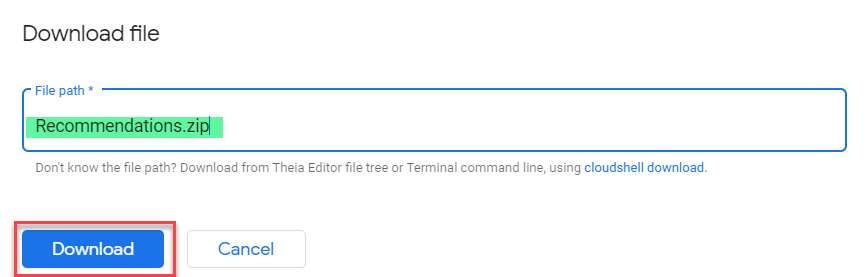 Download file
File path *
Recommendations.zip
Don't know the file path? Download from Theia Editor file tree or Terminal command line, using cloudshell download.
Download Cancel